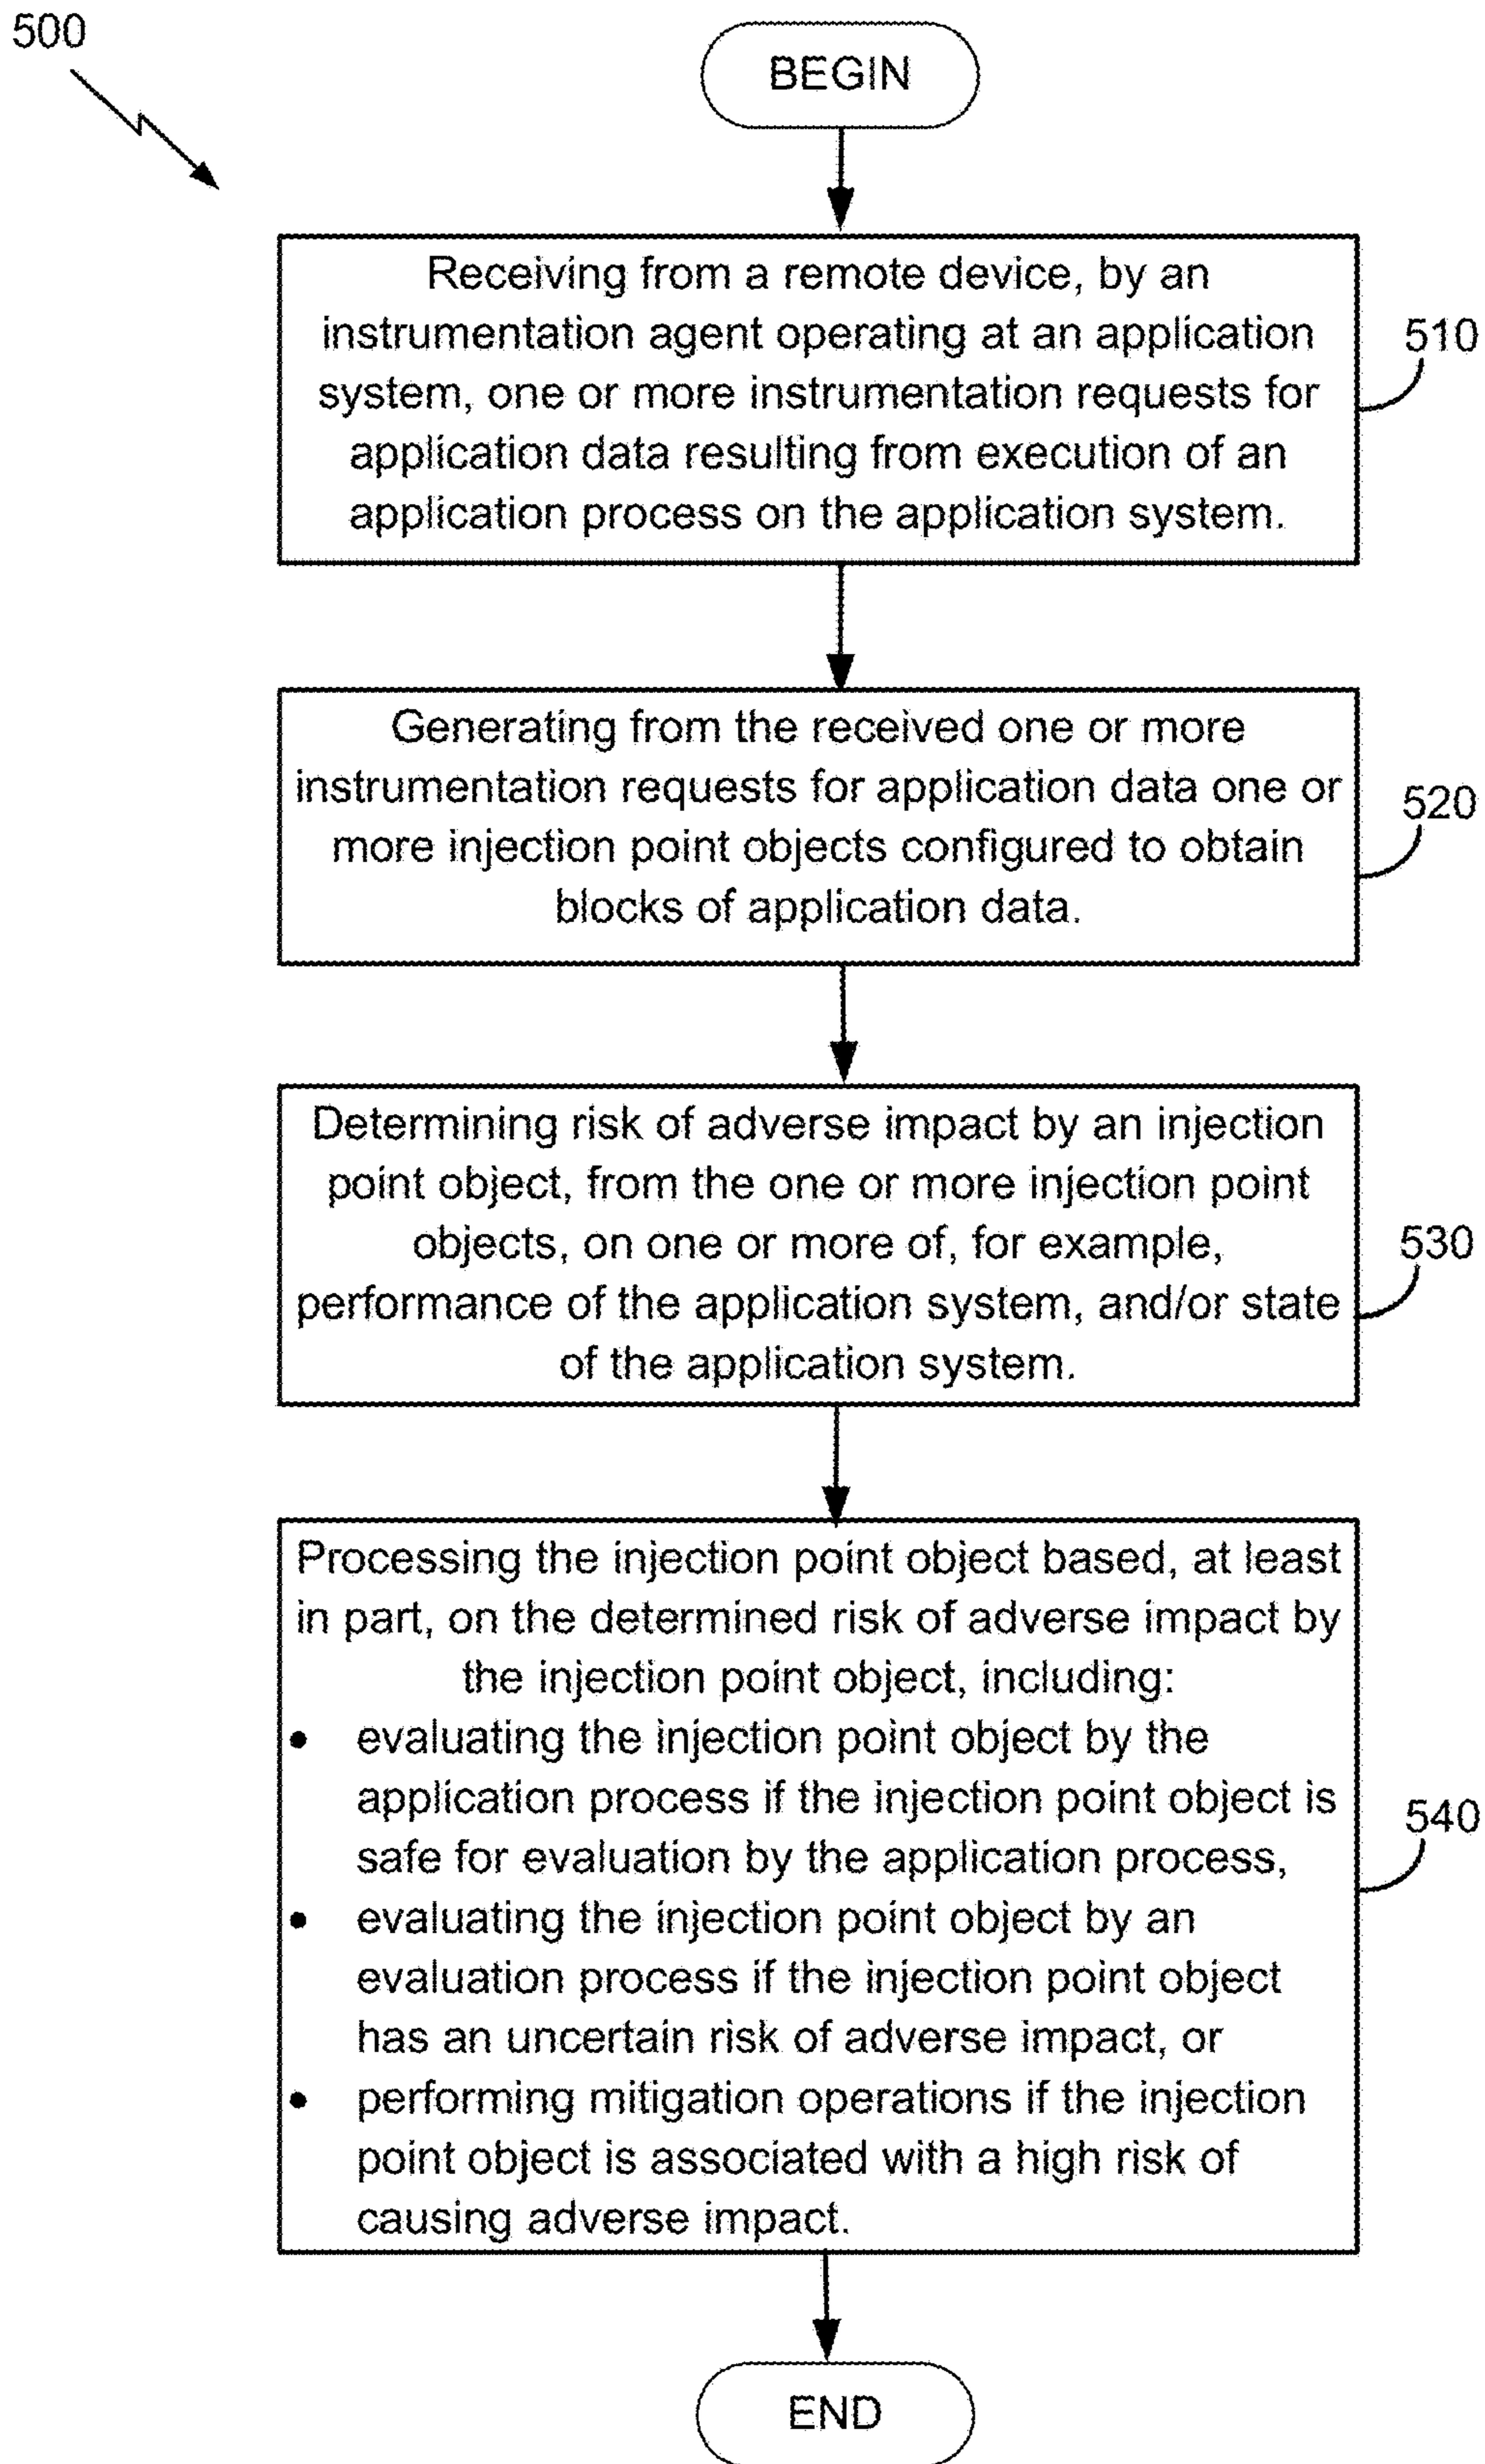 500
BEGIN
Receiving from a remote device, by an
instrumentation agent operating at an application
system, one or more instrumentation requests for
application data resulting from execution of an
application process on the application system.
510
Generating from the received one or more
instrumentation requests for application data one or
more injection point objects configured to obtain
blocks of application data.
520
Determining risk of adverse impact by an injection
point object, from the one or more injection point
objects, on one or more of, for example,
performance of the application system, and/or state
of the application system.
530
Processing the injection point object based, at least
in part, on the determined risk of adverse impact by
the injection point object, including:
• evaluating the injection point object by the
application process if the injection point object is
safe for evaluation by the application process,
• evaluating the injection point object by an
evaluation process if the injection point object
has an uncertain risk of adverse impact, or
• performing mitigation operations if the injection
point object is associated with a high risk of
causing adverse impact.
540
END